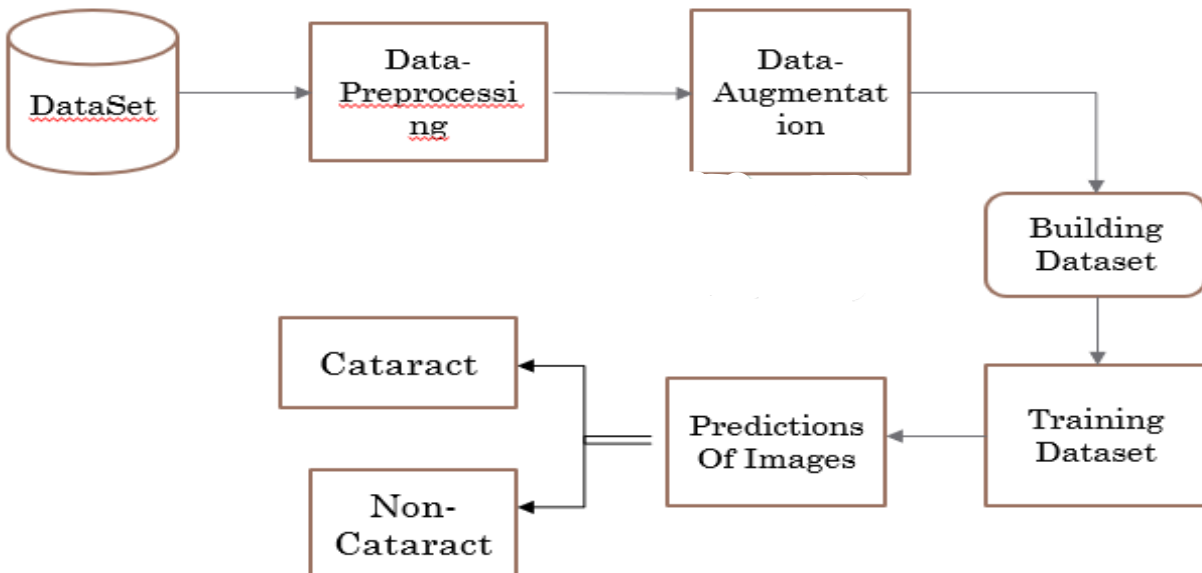 DataSet
Data-
Preprocessi
ng
Data-
Augmentat
ion
Building
Dataset
Training
Dataset
Predictions
Of Images
Cataract
Non-
Cataract